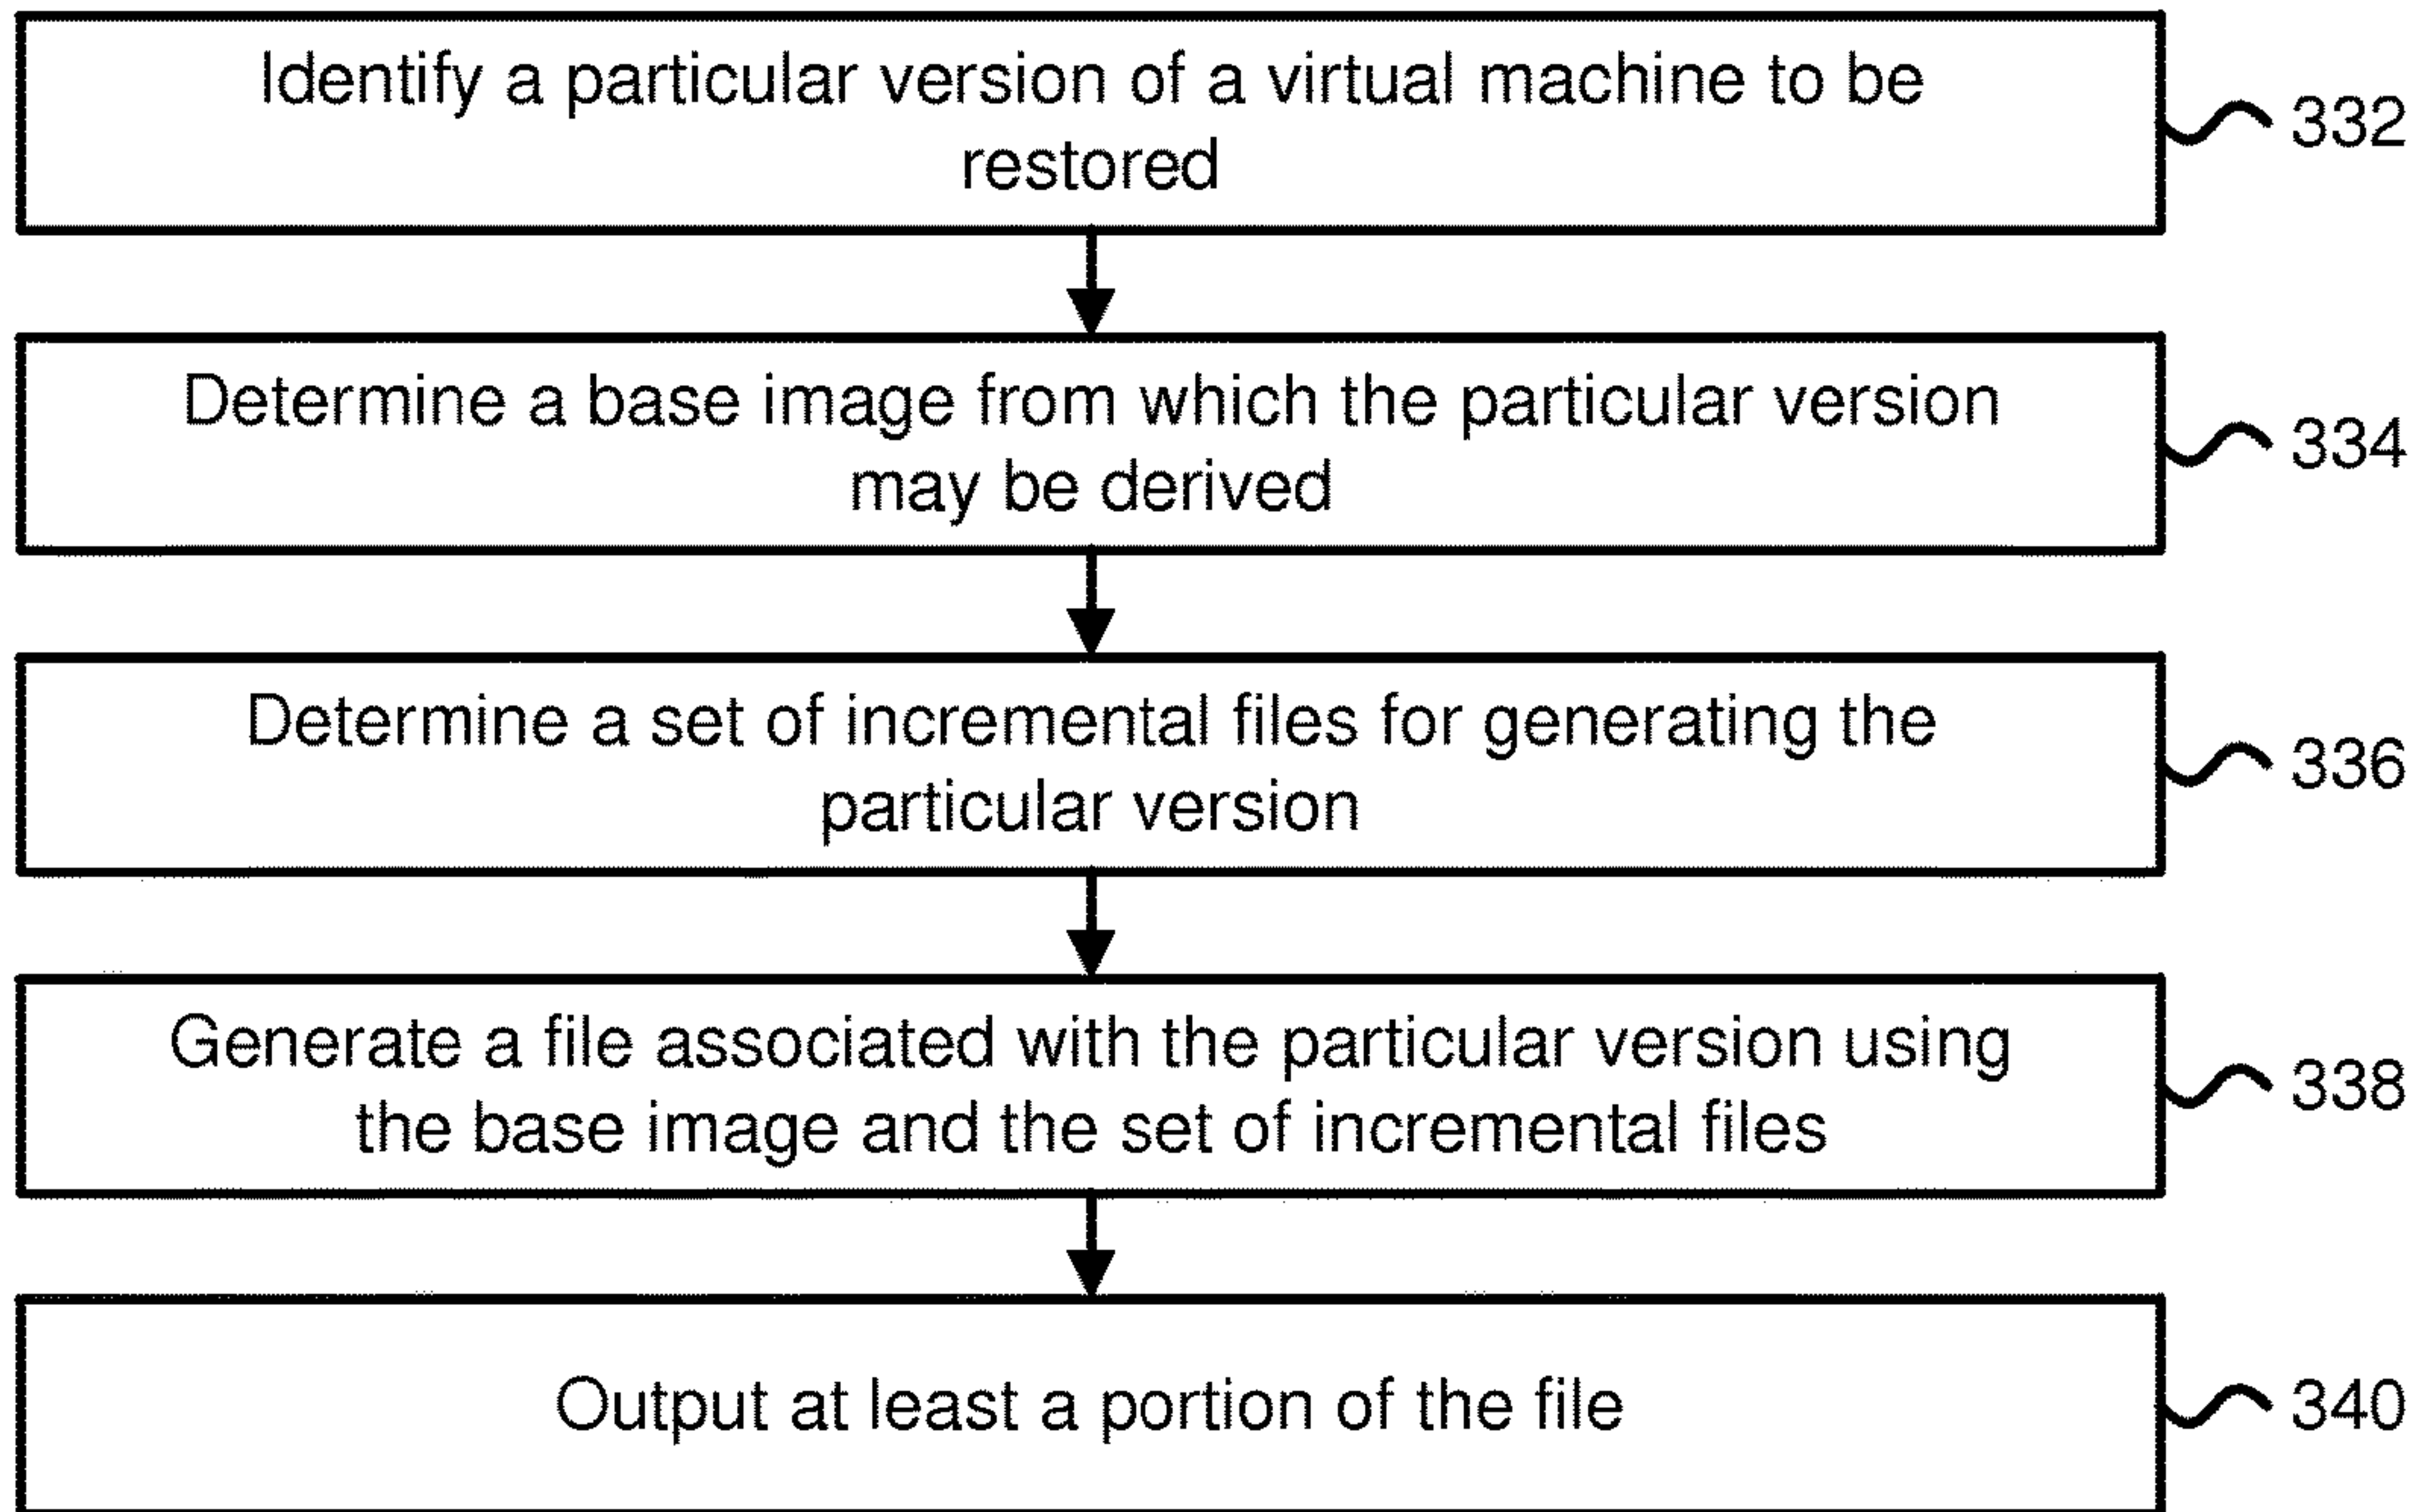 Identify a particular version of a virtual machine to be
restored
332
Determine a base image from which the particular version
may be derived
334
Determine a set of incremental files for generating the
particular version
336
Generate a file associated with the particular version using
the base image and the set of incremental files
338
Output at least a portion of the file
340